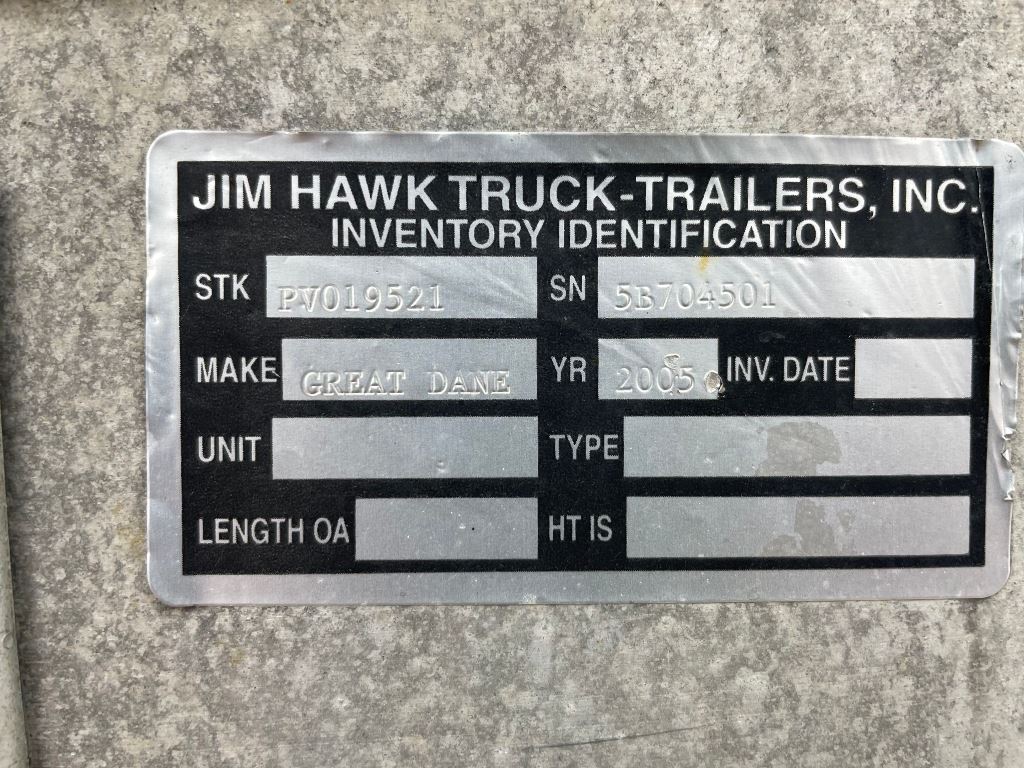 JIM HAWK TRUCK-TRAILERS, INC.
INVENTORY IDENTIFICATION
STK PV019521 SN 5B704501
MAKE GREAT DANE YR 2005 INV. DATE
UNIT TYPE
LENGTH OA HT IS